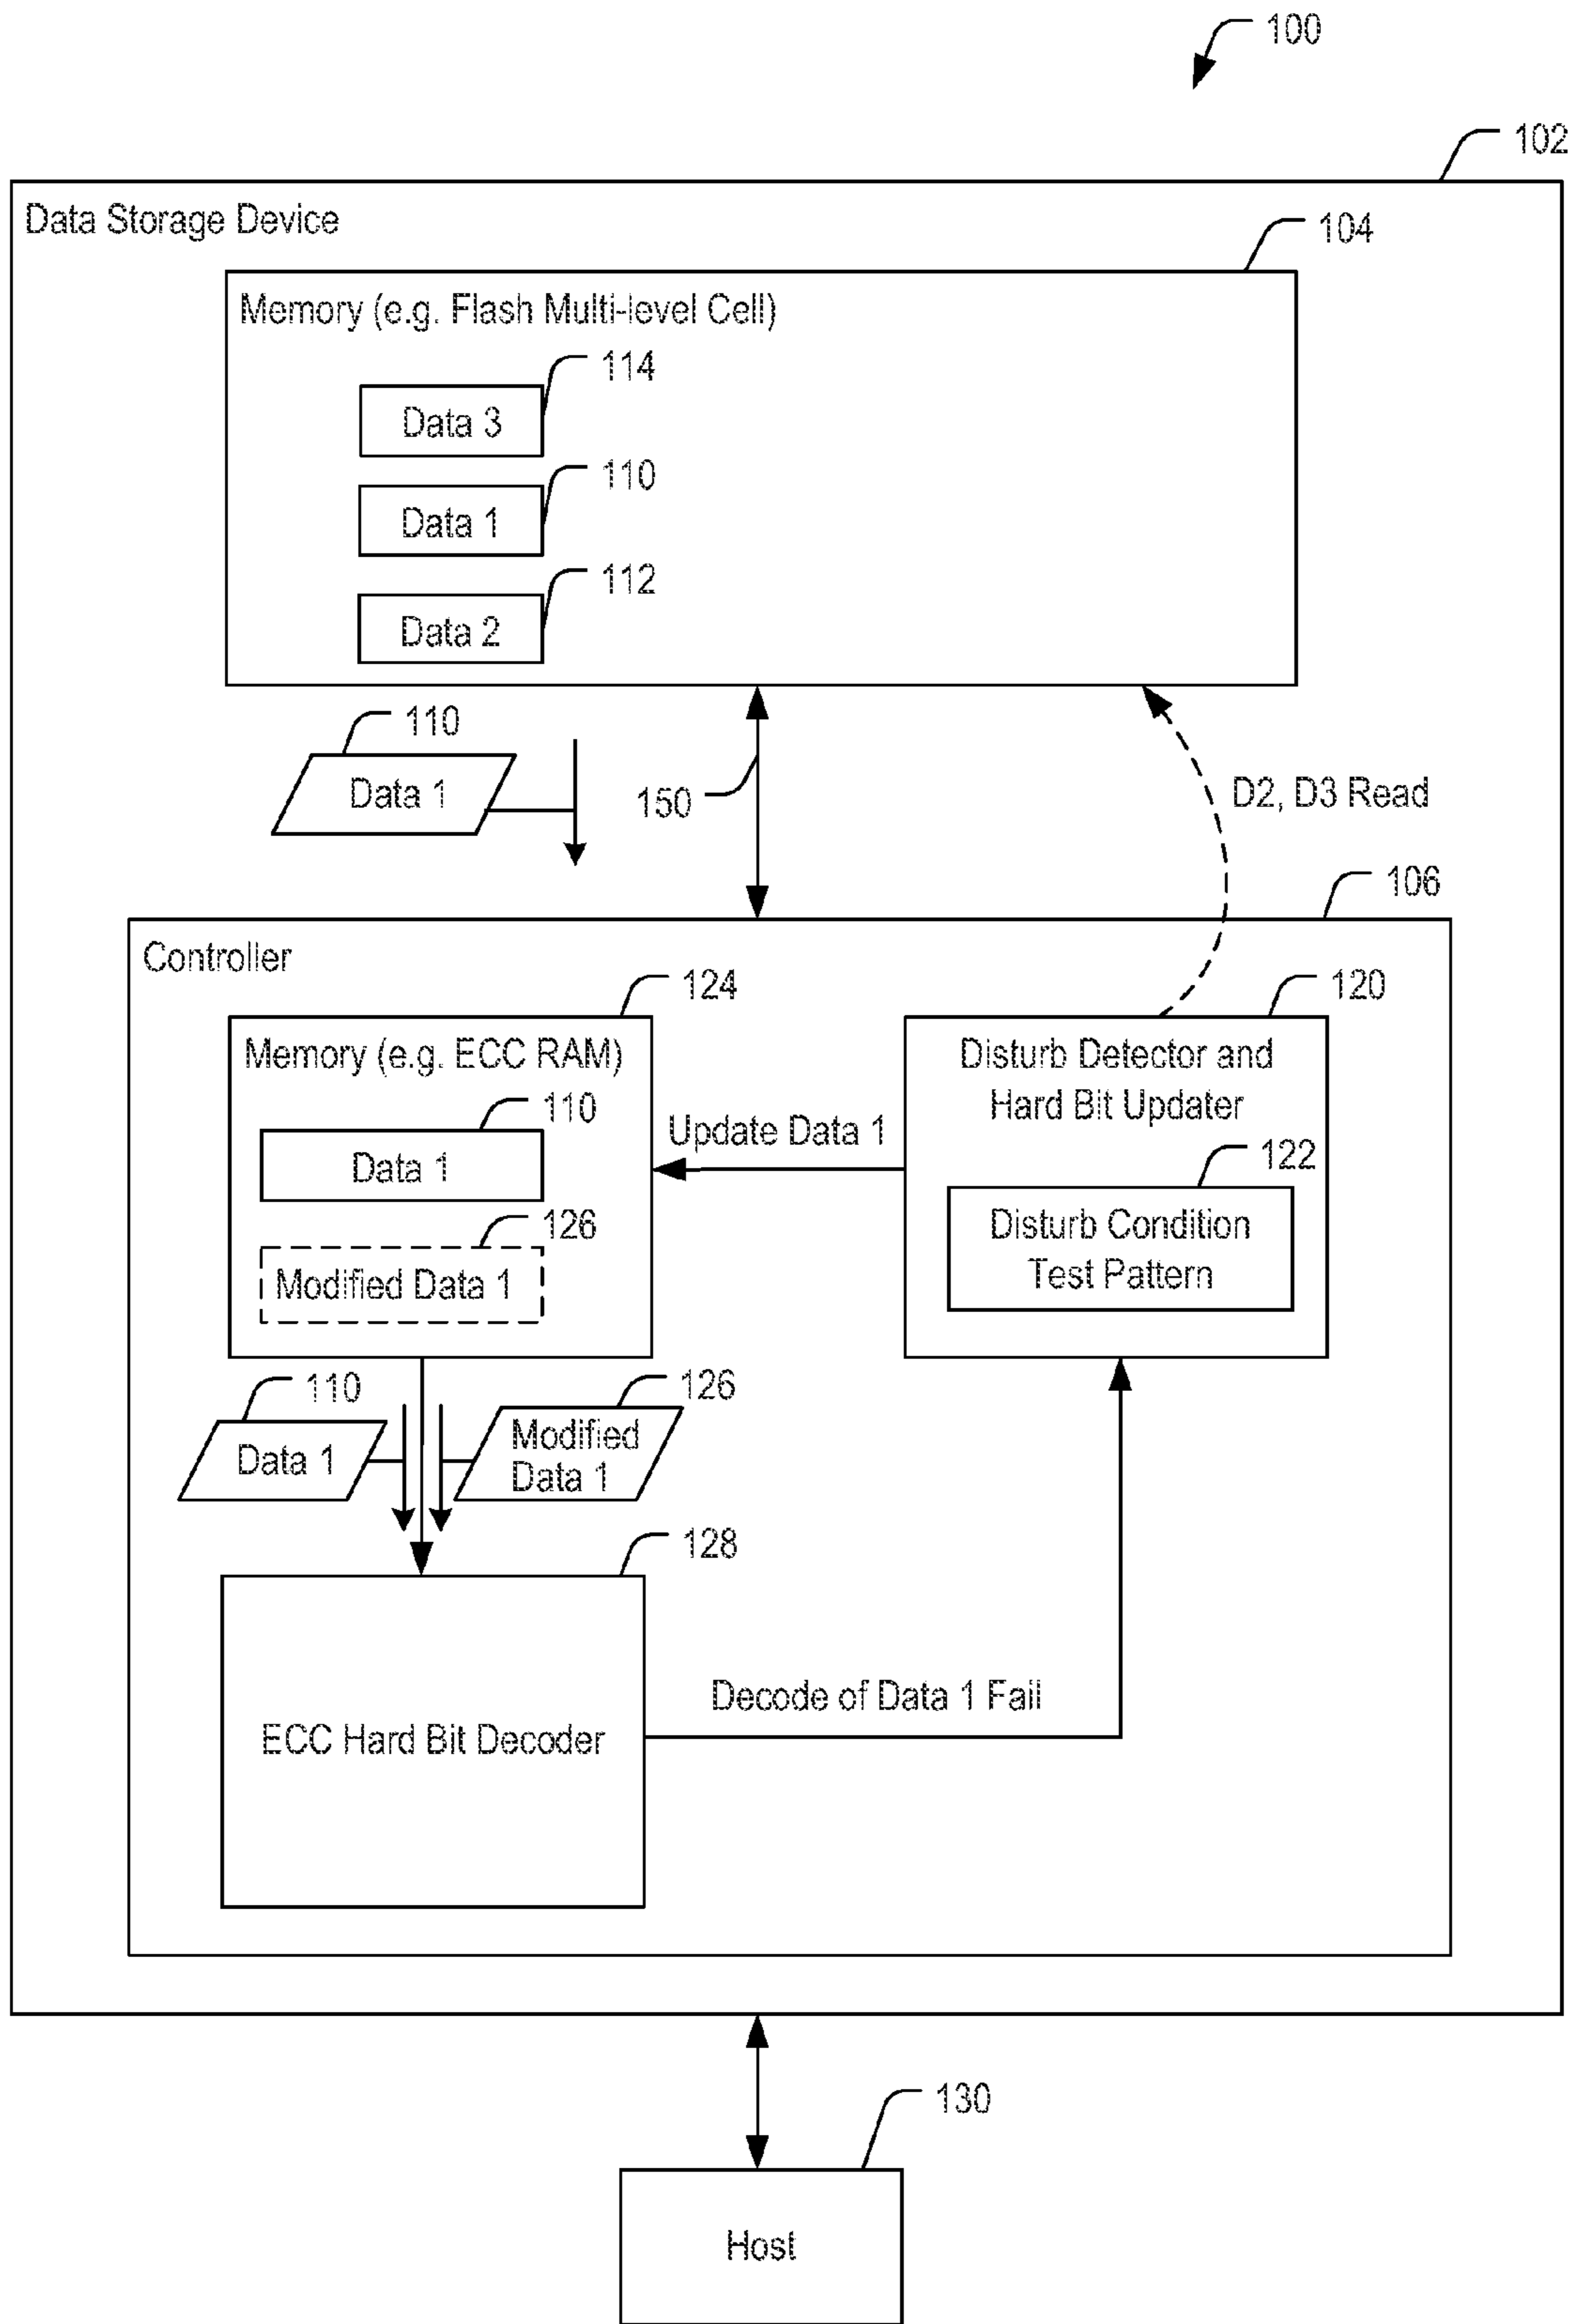 100
102
Data Storage Device
104
Memory (e.g. Flash Multi-level Cell)
114
Data 3
110
Data 1
112
Data 2
110
Data 1
150
D2, D3 Read
106
Controller
124
Memory (e.g. ECC RAM)
110
Data 1
126
Modified Data 1
Update Data 1
120
Disturb Detector and
Hard Bit Updater
122
Disturb Condition
Test Pattern
110
Data 1
126
Modified
Data 1
128
ECC Hard Bit Decoder
Decode of Data 1 Fail
130
Host